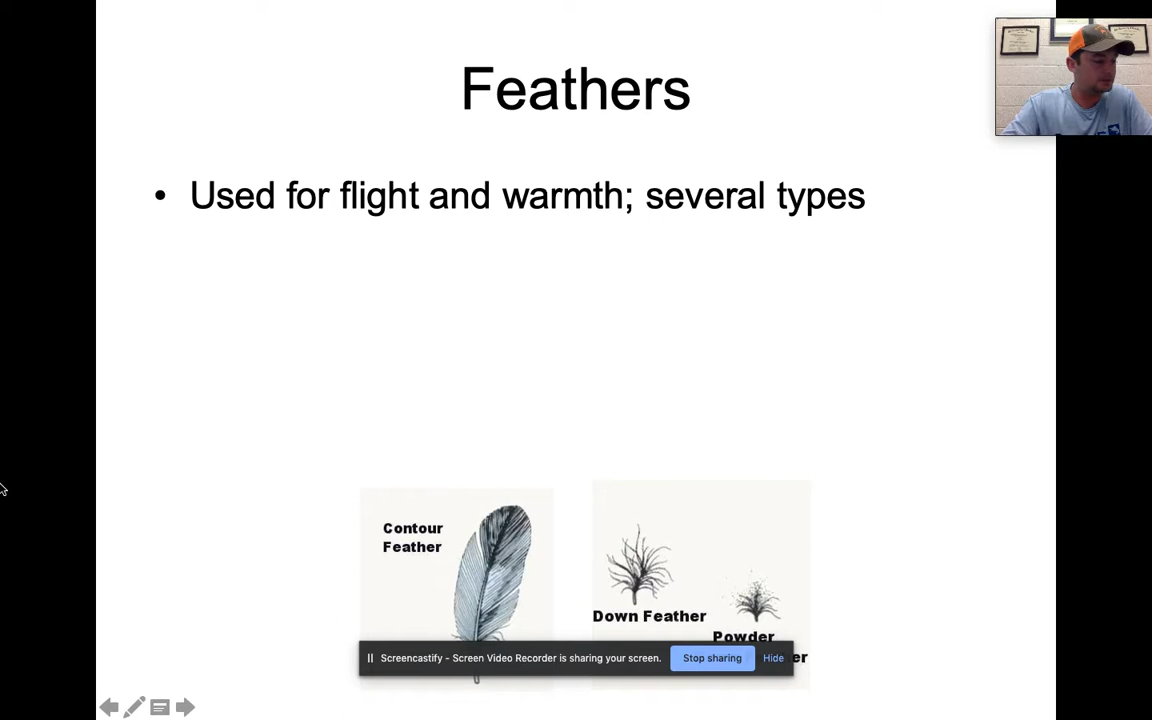 Feathers
• Used for flight and warmth; several types
Contour
Feather
Down Feather
Powder
Screencastify - Screen Video Recorder is sharing your screen.
Stop sharing
Hide